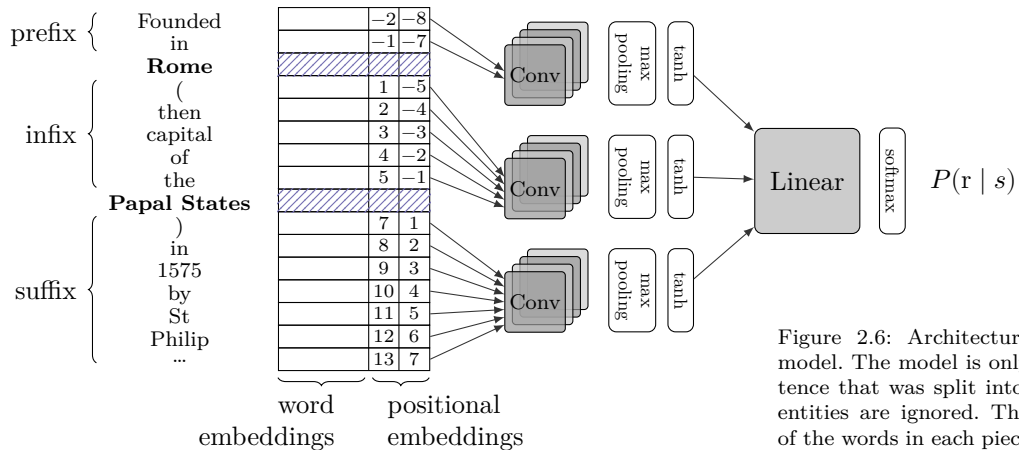 prefix
Founded −2 −8
in −1 −7
Rome
infix
( 1 −5
then 2 −4
capital 3 −3
of 4 −2
the 5 −1
Papal States
suffix
) 7 1
in 8 2
1575 9 3
by 10 4
St 11 5
Philip 12 6
... 13 7
word embeddings
positional embeddings
Conv
max pooling
tanh
Conv
max pooling
tanh
Conv
max pooling
tanh
Linear
softmax
P(r | s)
Figure 2.6: Architectur
model. The model is onl
tence that was split into
entities are ignored. Th
of the words in each piec